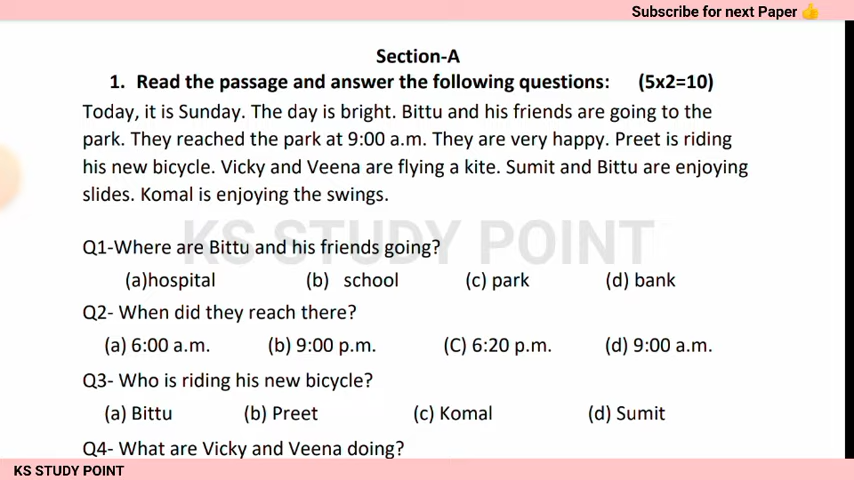 Subscribe for next Paper 👍
Section-A
1. Read the passage and answer the following questions: (5x2=10)
Today, it is Sunday. The day is bright. Bittu and his friends are going to the
park. They reached the park at 9:00 a.m. They are very happy. Preet is riding
his new bicycle. Vicky and Veena are flying a kite. Sumit and Bittu are enjoying
slides. Komal is enjoying the swings.
KS STUDY POINT
Q1-Where are Bittu and his friends going?
(a)hospital (b) school (c) park (d) bank
Q2- When did they reach there?
(a) 6:00 a.m. (b) 9:00 p.m. (C) 6:20 p.m. (d) 9:00 a.m.
Q3- Who is riding his new bicycle?
(a) Bittu (b) Preet (c) Komal (d) Sumit
Q4- What are Vicky and Veena doing?
KS STUDY POINT